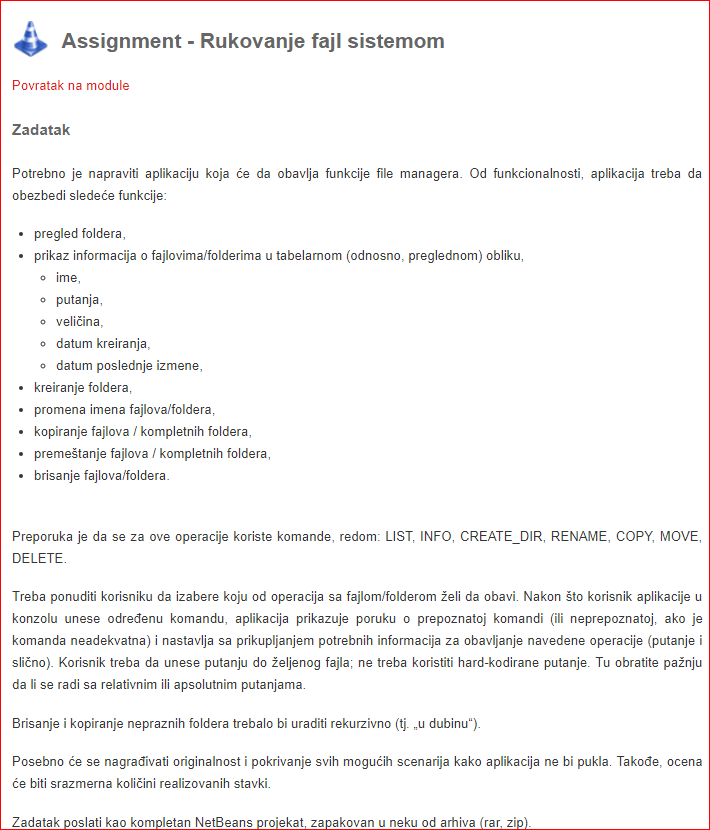 Assignment - Rukovanje fajl sistemom
Povratak na module
Zadatak
Potrebno je napraviti aplikaciju koja će da obavlja funkcije file managera. Od funkcionalnosti, aplikacija treba da
obezbedi sledeće funkcije:
pregled foldera,
prikaz informacija o fajlovima/folderima u tabelarnom (odnosno, preglednom) obliku,
ime,
putanja,
veličina,
datum kreiranja,
datum poslednje izmene,
kreiranje foldera,
promena imena fajlova/foldera,
kopiranje fajlova / kompletnih foldera,
premeštanje fajlova / kompletnih foldera,
brisanje fajlova/foldera.
Preporuka je da se za ove operacije koriste komande, redom: LIST, INFO, CREATE_DIR, RENAME, COPY, MOVE,
DELETE.
Treba ponuditi korisniku da izabere koju od operacija sa fajlom/folderom želi da obavi. Nakon što korisnik aplikacije u
konzolu unese određenu komandu, aplikacija prikazuje poruku o prepoznatoj komandi (ili neprepoznatoj, ako je
komanda neadekvatna) i nastavlja sa prikupljanjem potrebnih informacija za obavljanje navedene operacije (putanje i
slično). Korisnik treba da unese putanju do željenog fajla; ne treba koristiti hard-kodirane putanje. Tu obratite pažnju
da li se radi sa relativnim ili apsolutnim putanjama.
Brisanje i kopiranje nepraznih foldera trebalo bi uraditi rekurzivno (tj. „u dubinu“).
Posebno će se nagrađivati originalnost i pokrivanje svih mogućih scenarija kako aplikacija ne bi pukla. Takođe, ocena
će biti srazmerna količini realizovanih stavki.
Zadatak poslati kao kompletan NetBeans projekat, zapakovan u neku od arhiva (rar, zip).